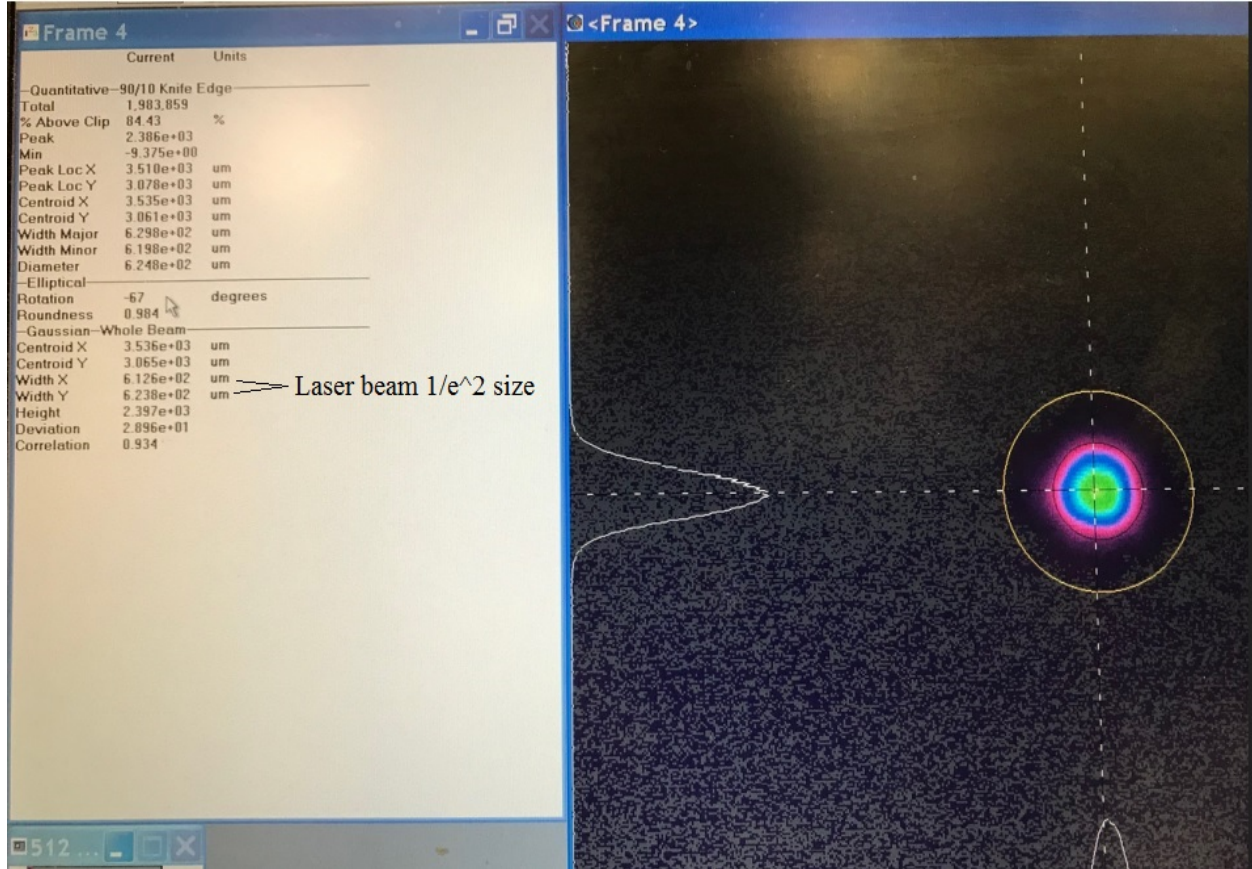 Frame 4
<Frame 4>
Current Units
Quantitative 90/10 Knife Edge
Total 1,983,859
% Above Clip 84.43 %
Peak 2.386e+03
Min -9.375e+00
Peak Loc X 3.510e+03 um
Peak Loc Y 3.078e+03 um
Centroid X 3.535e+03 um
Centroid Y 3.061e+03 um
Width Major 6.298e+02 um
Width Minor 6.198e+02 um
Diameter 6.248e+02 um
Elliptical
Rotation -67 degrees
Roundness 0.984
Gaussian Whole Beam
Centroid X 3.536e+03 um
Centroid Y 3.065e+03 um
Width X 6.126e+02 um
Width Y 6.238e+02 um
Laser beam 1/e^2 size
Height 2.397e+03
Deviation 2.896e+01
Correlation 0.934
512 ...